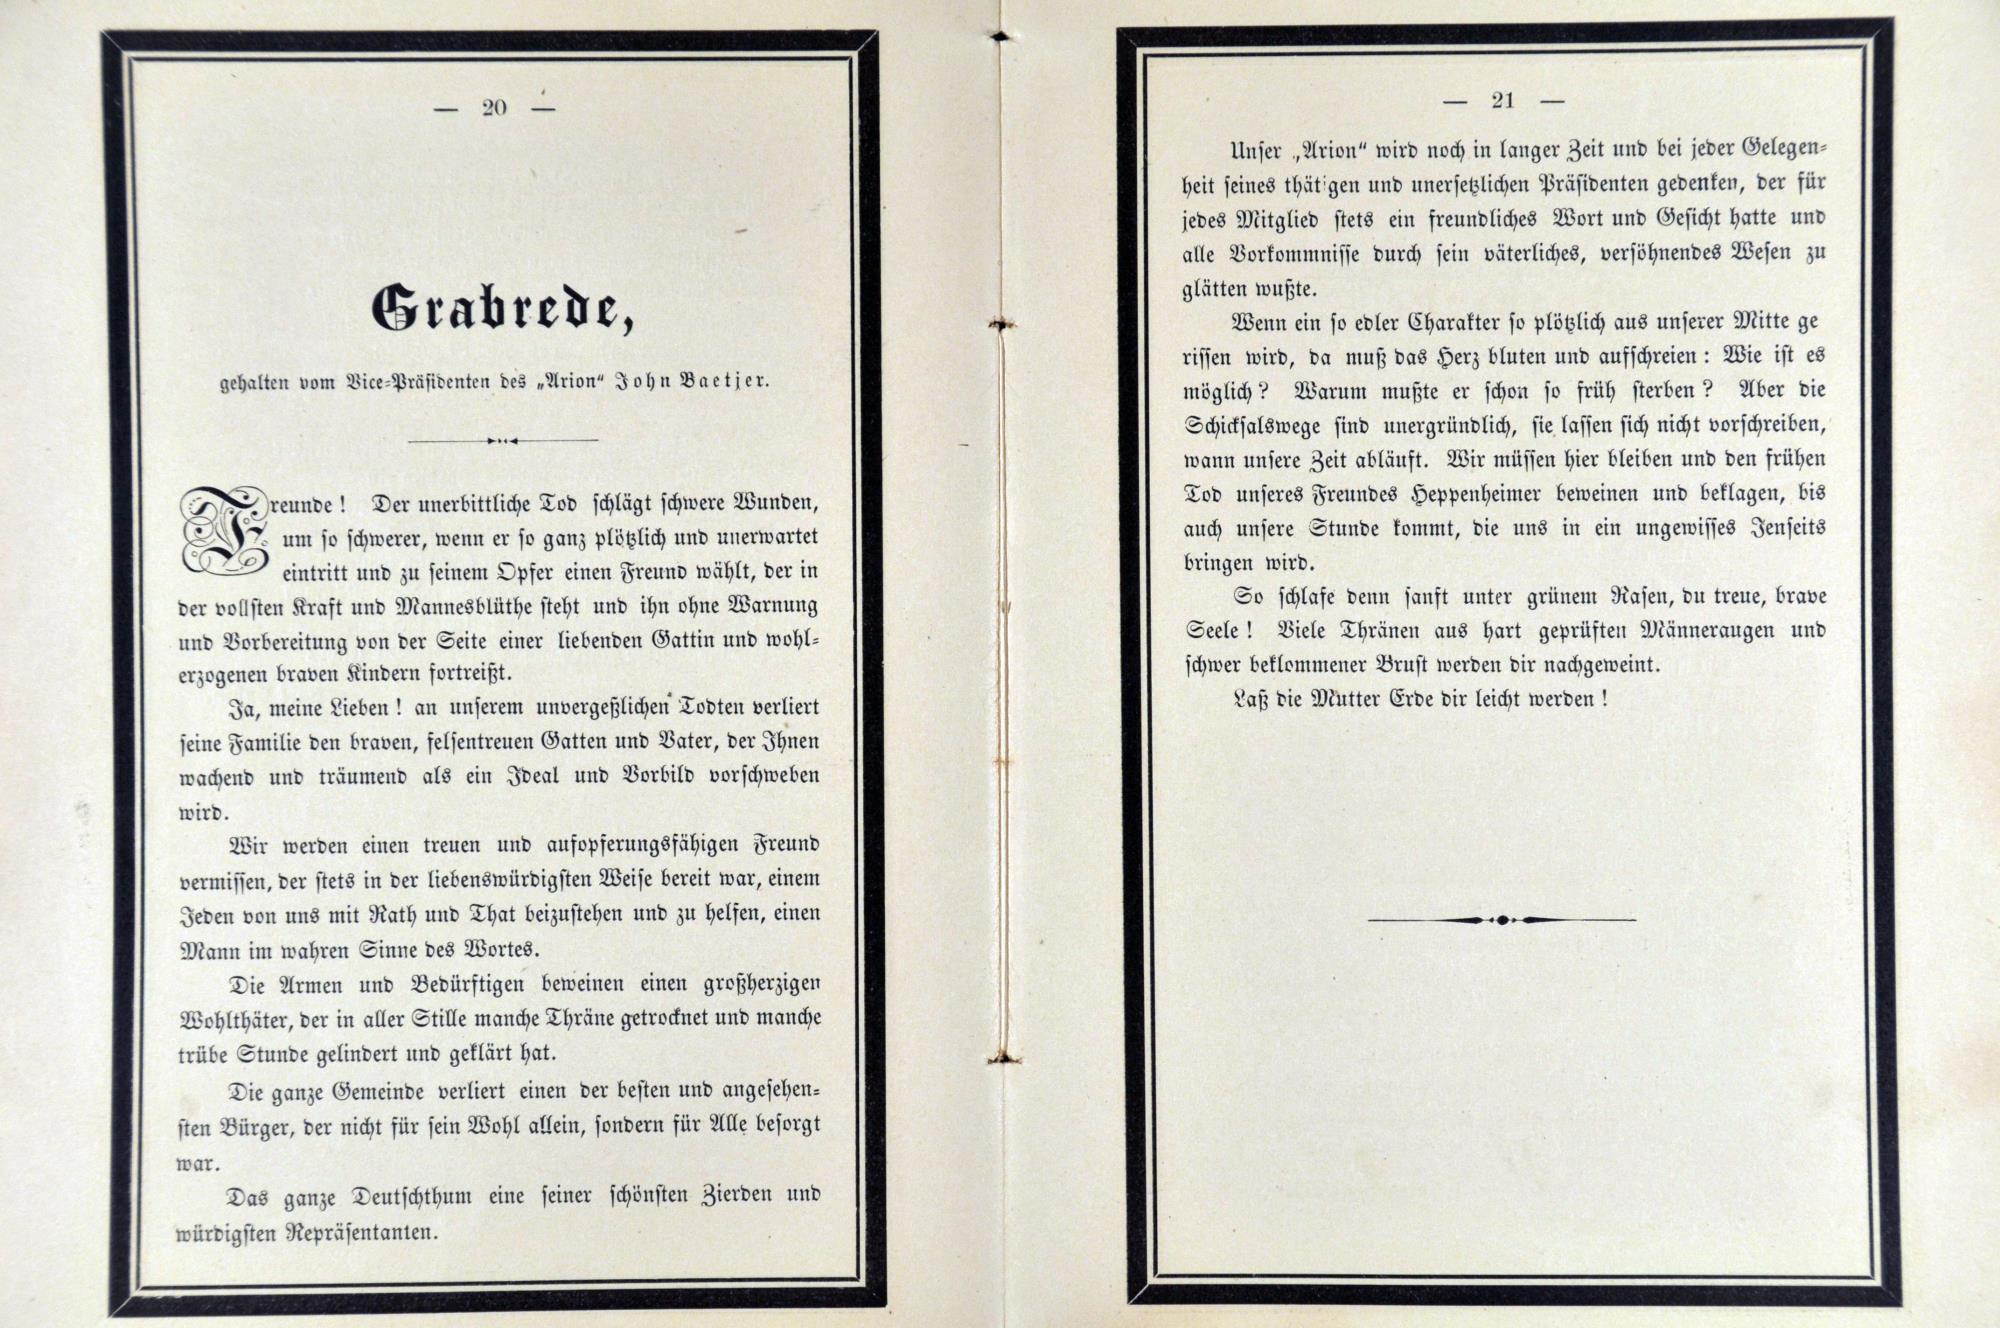 — 20 —
Grabrede,
gehalten vom Vice-Präsidenten des „Arion“ John Baetjer.
Freunde! Der unerbittliche Tod schlägt schwere Wunden,
um so schwerer, wenn er so ganz plötzlich und unerwartet
eintritt und zu seinem Opfer einen Freund wählt, der in
der vollsten Kraft und Mannesblüthe steht und ihn ohne Warnung
und Vorbereitung von der Seite einer liebenden Gattin und wohl-
erzogenen braven Kindern fortreißt.
Ja, meine Lieben! an unserem unvergeßlichen Todten verliert
seine Familie den braven, felsentreuen Gatten und Vater, der Ihnen
wachend und träumend als ein Ideal und Vorbild vorschweben
wird.
Wir werden einen treuen und aufopferungsfähigen Freund
vermissen, der stets in der liebenswürdigsten Weise bereit war, einem
Jeden von uns mit Rath und That beizustehen und zu helfen, einen
Mann im wahren Sinne des Wortes.
Die Armen und Bedürftigen beweinen einen großherzigen
Wohlthäter, der in aller Stille manche Thräne getrocknet und manche
trübe Stunde gelindert und geklärt hat.
Die ganze Gemeinde verliert einen der besten und angesehen-
sten Bürger, der nicht für sein Wohl allein, sondern für Alle besorgt
war.
Das ganze Deutschthum eine seiner schönsten Zierden und
würdigsten Repräsentanten.
— 21 —
Unser „Arion“ wird noch in langer Zeit und bei jeder Gelegen-
heit seines thätigen und unersetzlichen Präsidenten gedenken, der für
jedes Mitglied stets ein freundliches Wort und Gesicht hatte und
alle Vorkommnisse durch sein väterliches, versöhnendes Wesen zu
glätten wußte.
Wenn ein so edler Charakter so plötzlich aus unserer Mitte ge
rissen wird, da muß das Herz bluten und aufschreien: Wie ist es
möglich? Warum mußte er schon so früh sterben? Aber die
Schicksalswege sind unergründlich, sie lassen sich nicht vorschreiben,
wann unsere Zeit abläuft. Wir müssen hier bleiben und den frühen
Tod unseres Freundes Heppenheimer beweinen und beklagen, bis
auch unsere Stunde kommt, die uns in ein ungewisses Jenseits
bringen wird.
So schlafe denn sanft unter grünem Rasen, du treue, brave
Seele! Viele Thränen aus hart geprüften Männeraugen und
schwer beklommener Brust werden dir nachgeweint.
Laß die Mutter Erde dir leicht werden!